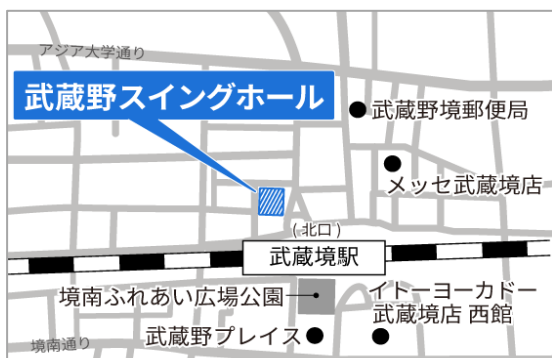 アジア大学通り
武蔵野スイングホール
武蔵野境郵便局
メッセ武蔵境店
(北口)
武蔵境駅
境南ふれあい広場公園
イトーヨーカドー
武蔵境店 西館
武蔵野プレイス
境南通り